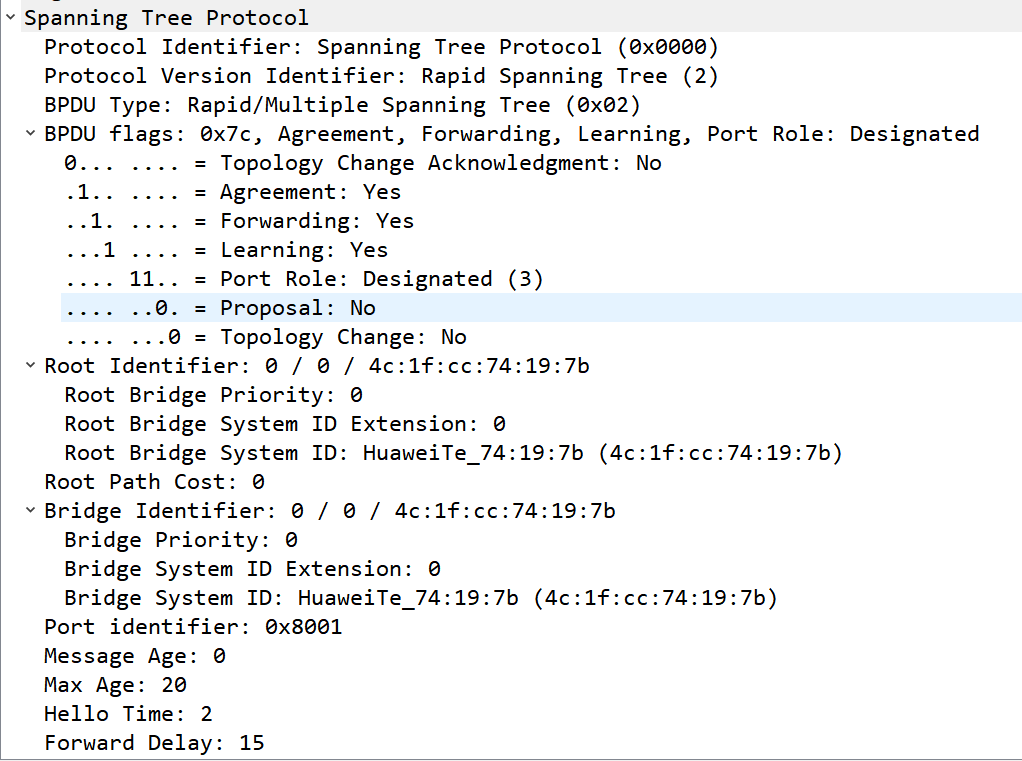 Spanning Tree Protocol
Protocol Identifier: Spanning Tree Protocol (0x0000)
Protocol Version Identifier: Rapid Spanning Tree (2)
BPDU Type: Rapid/Multiple Spanning Tree (0x02)
BPDU flags: 0x7c, Agreement, Forwarding, Learning, Port Role: Designated
0... .... = Topology Change Acknowledgment: No
.1.. .... = Agreement: Yes
..1. .... = Forwarding: Yes
...1 .... = Learning: Yes
.... 11.. = Port Role: Designated (3)
.... ..0. = Proposal: No
.... ...0 = Topology Change: No
Root Identifier: 0 / 0 / 4c:1f:cc:74:19:7b
Root Bridge Priority: 0
Root Bridge System ID Extension: 0
Root Bridge System ID: HuaweiTe_74:19:7b (4c:1f:cc:74:19:7b)
Root Path Cost: 0
Bridge Identifier: 0 / 0 / 4c:1f:cc:74:19:7b
Bridge Priority: 0
Bridge System ID Extension: 0
Bridge System ID: HuaweiTe_74:19:7b (4c:1f:cc:74:19:7b)
Port identifier: 0x8001
Message Age: 0
Max Age: 20
Hello Time: 2
Forward Delay: 15